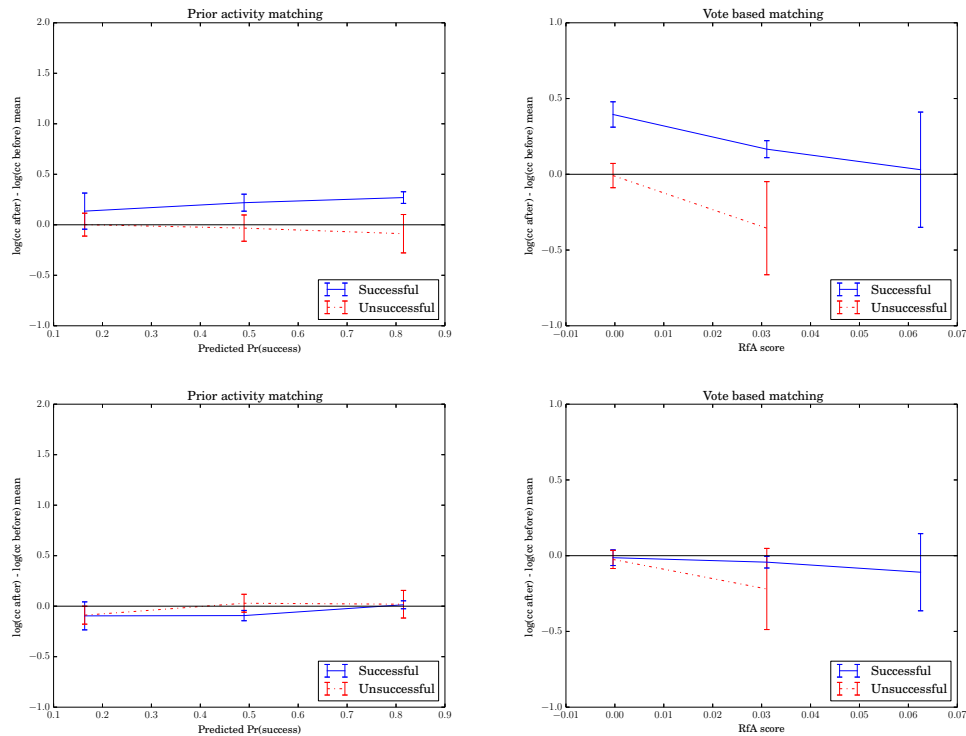 Prior activity matching
2.0
1.5
1.0
0.5
0.0
−0.5
−1.0
log(cc after) - log(cc before) mean
0.1 0.2 0.3 0.4 0.5 0.6 0.7 0.8 0.9
Predicted Pr(success)
Successful
Unsuccessful
Vote based matching
1.0
0.5
0.0
−0.5
−1.0
log(cc after) - log(cc before) mean
−0.01 0.00 0.01 0.02 0.03 0.04 0.05 0.06 0.07
RfA score
Successful
Unsuccessful
Prior activity matching
2.0
1.5
1.0
0.5
0.0
−0.5
−1.0
log(cc after) - log(cc before) mean
0.1 0.2 0.3 0.4 0.5 0.6 0.7 0.8 0.9
Predicted Pr(success)
Successful
Unsuccessful
Vote based matching
1.0
0.5
0.0
−0.5
−1.0
log(cc after) - log(cc before) mean
−0.01 0.00 0.01 0.02 0.03 0.04 0.05 0.06 0.07
RfA score
Successful
Unsuccessful